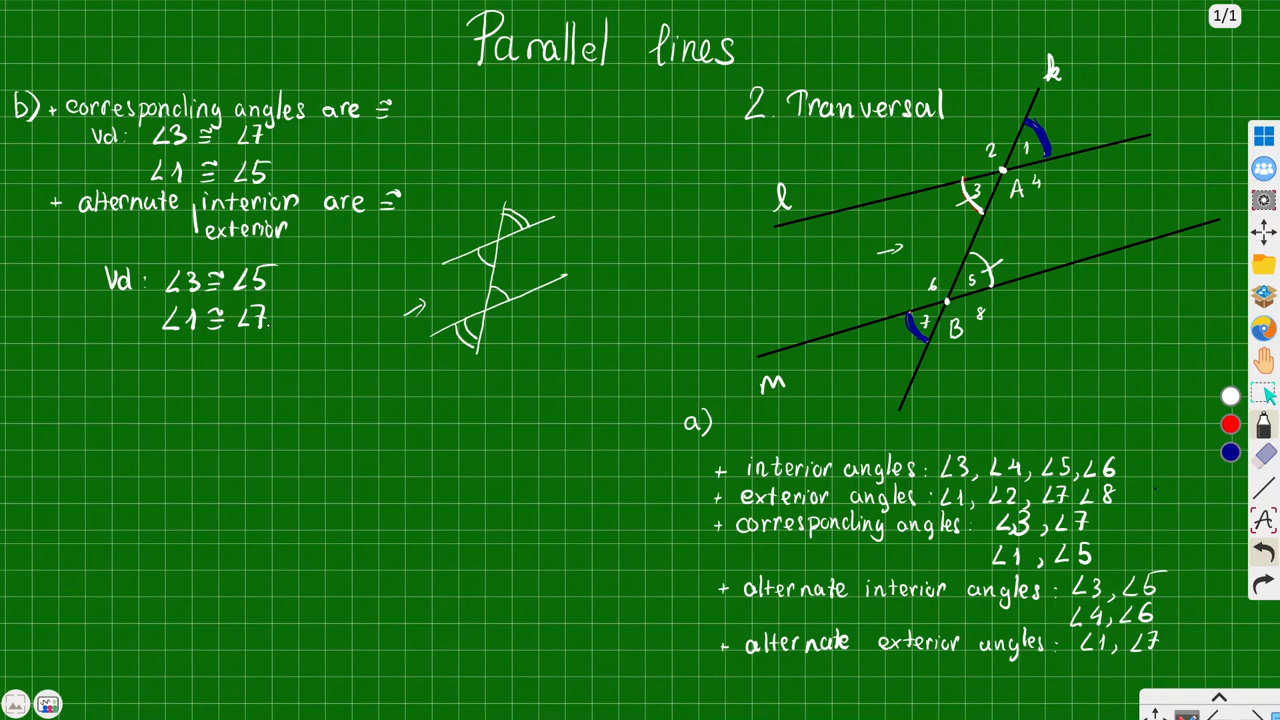 1/1
Parallel lines
b) + corresponding angles are ≅
Vd: ∠3 ≅ ∠7
∠1 ≅ ∠5
+ alternate interior are ≅
exterior
Vd: ∠3 ≅ ∠5
∠1 ≅ ∠7.
2. Tranversal
k
l
m
2 1
3 A 4
6 5
7 B 8
a)
+ interior angles: ∠3, ∠4, ∠5, ∠6
+ exterior angles: ∠1, ∠2, ∠7 ∠8
+ corresponding angles: ∠3, ∠7
∠1, ∠5
+ alternate interior angles: ∠3, ∠5
∠4, ∠6
+ alternate exterior angles: ∠1, ∠7